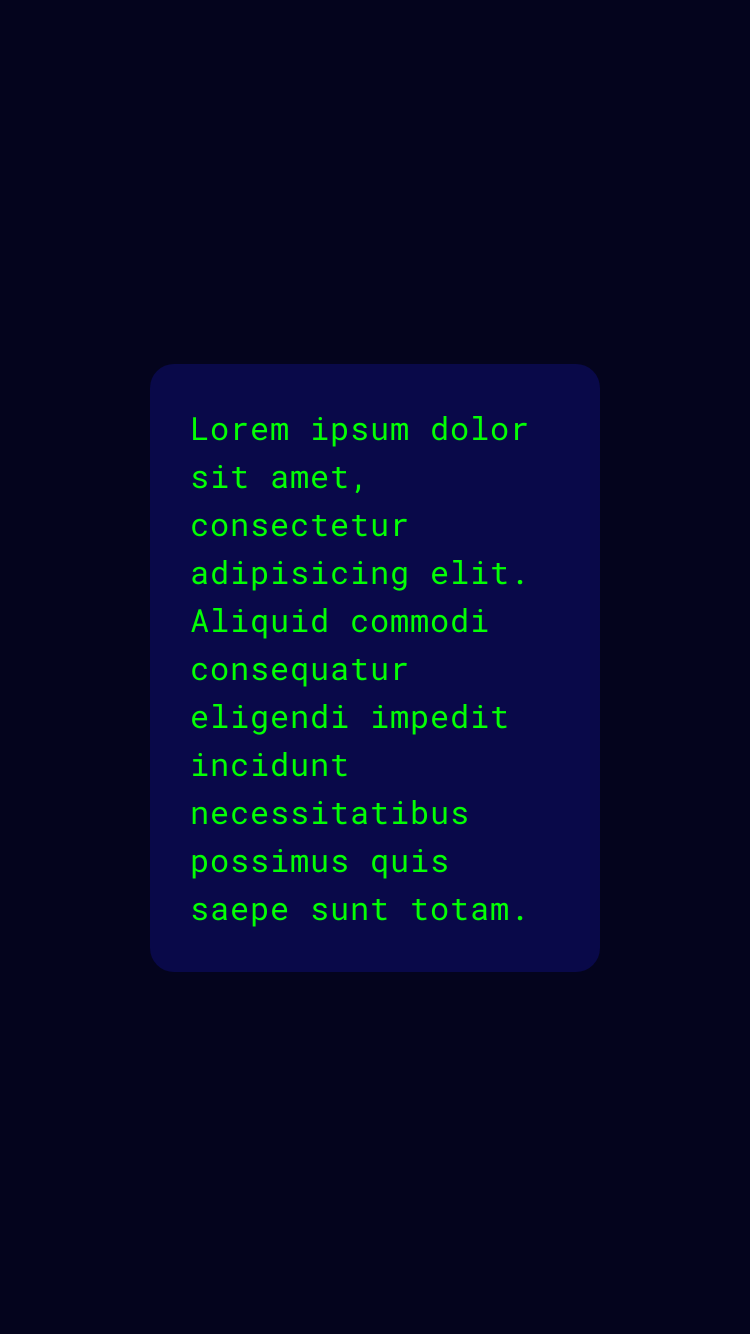 Lorem ipsum dolor
sit amet,
consectetur
adipisicing elit.
Aliquid commodi
consequatur
eligendi impedit
incidunt
necessitatibus
possimus quis
saepe sunt totam.